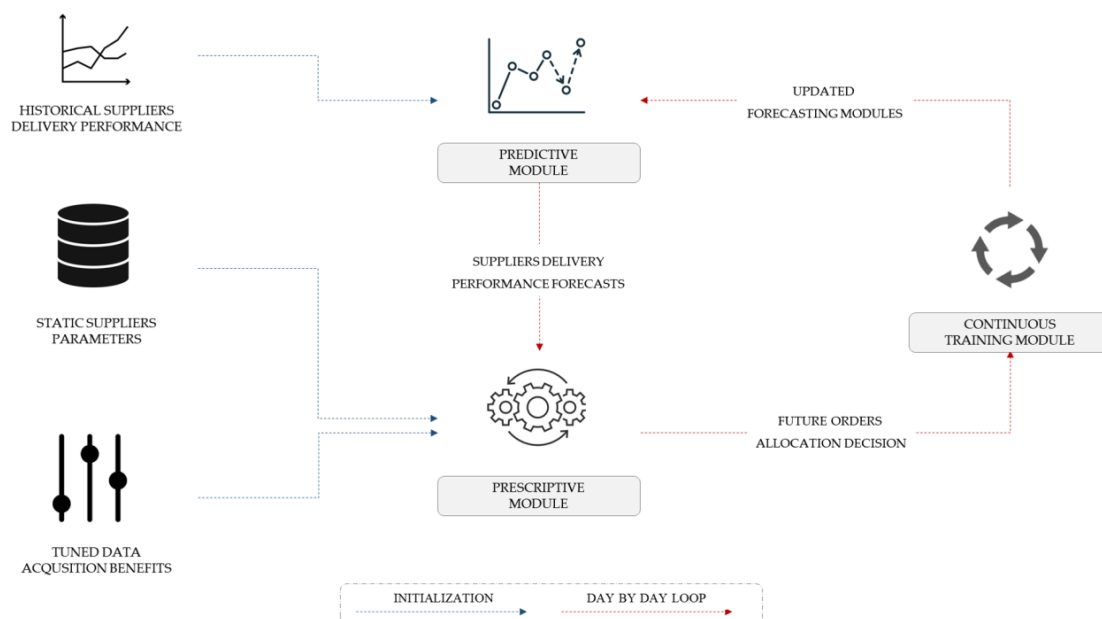 HISTORICAL SUPPLIERS
DELIVERY PERFORMANCE
PREDICTIVE
MODULE
UPDATED
FORECASTING MODULES
STATIC SUPPLIERS
PARAMETERS
SUPPLIERS DELIVERY
PERFORMANCE FORECASTS
CONTINUOUS
TRAINING MODULE
TUNED DATA
ACQUSITION BENEFITS
PRESCRIPTIVE
MODULE
FUTURE ORDERS
ALLOCATION DECISION
INITIALIZATION
DAY BY DAY LOOP